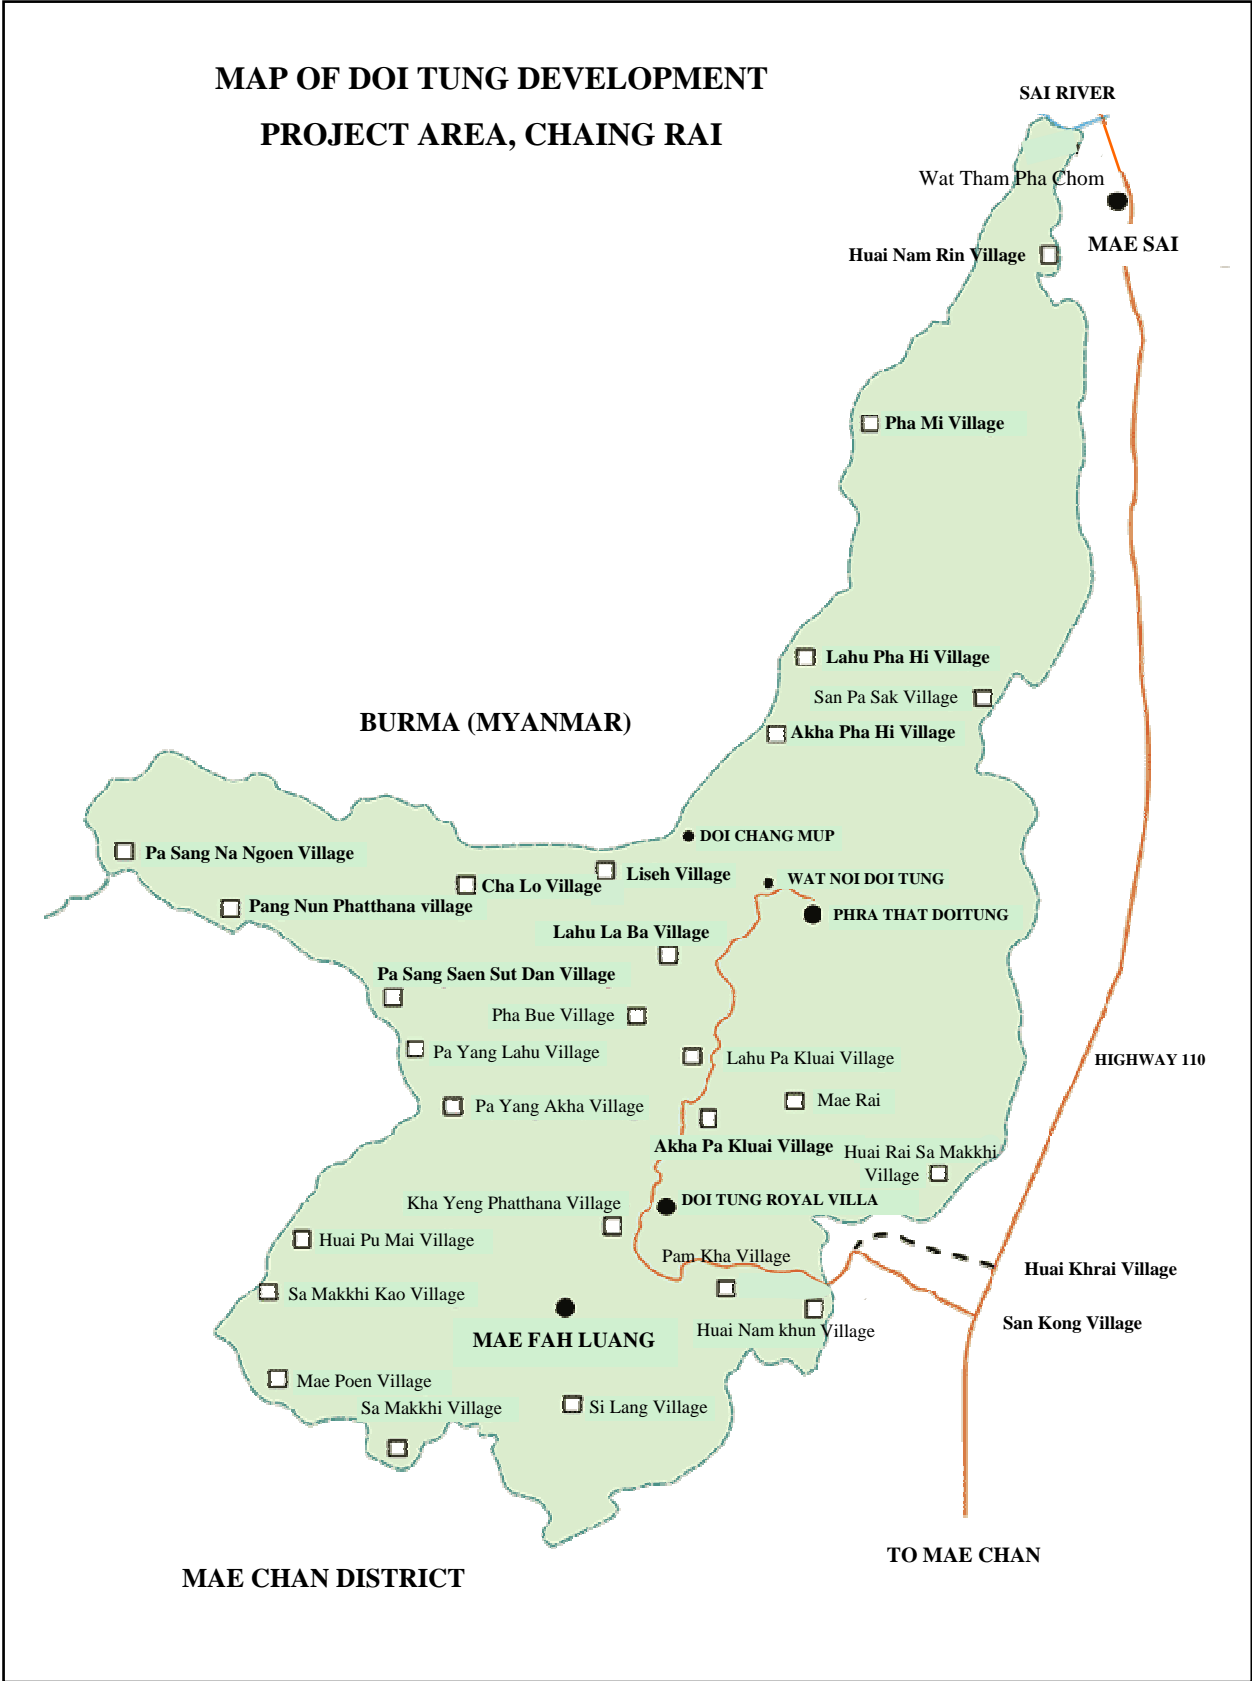 MAP OF DOI TUNG DEVELOPMENT
PROJECT AREA, CHAING RAI
SAI RIVER
Wat Tham Pha Chom
MAE SAI
Huai Nam Rin Village
Pha Mi Village
Lahu Pha Hi Village
San Pa Sak Village
BURMA (MYANMAR)
Akha Pha Hi Village
DOI CHANG MUP
Pa Sang Na Ngoen Village
Liseh Village
WAT NOI DOI TUNG
Cha Lo Village
Pang Nun Phatthana village
PHRA THAT DOITUNG
Lahu La Ba Village
Pa Sang Saen Sut Dan Village
Pha Bue Village
Pa Yang Lahu Village
Lahu Pa Kluai Village
HIGHWAY 110
Mae Rai
Pa Yang Akha Village
Akha Pa Kluai Village
Huai Rai Sa Makkhi
Village
Kha Yeng Phatthana Village
DOI TUNG ROYAL VILLA
Huai Pu Mai Village
Pam Kha Village
Huai Khrai Village
Sa Makkhi Kao Village
San Kong Village
MAE FAH LUANG
Huai Nam khun Village
Mae Poen Village
Sa Makkhi Village
Si Lang Village
TO MAE CHAN
MAE CHAN DISTRICT